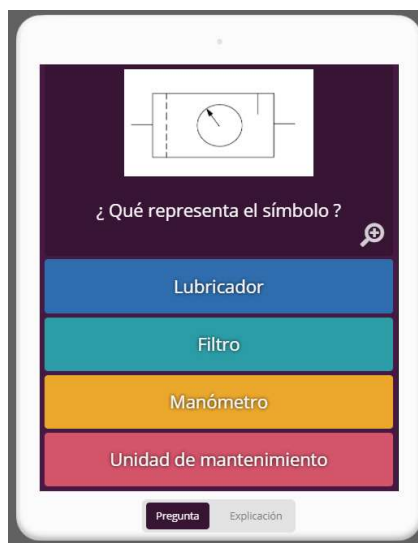 ¿ Qué representa el símbolo ?
Lubricador
Filtro
Manómetro
Unidad de mantenimiento
Pregunta
Explicación